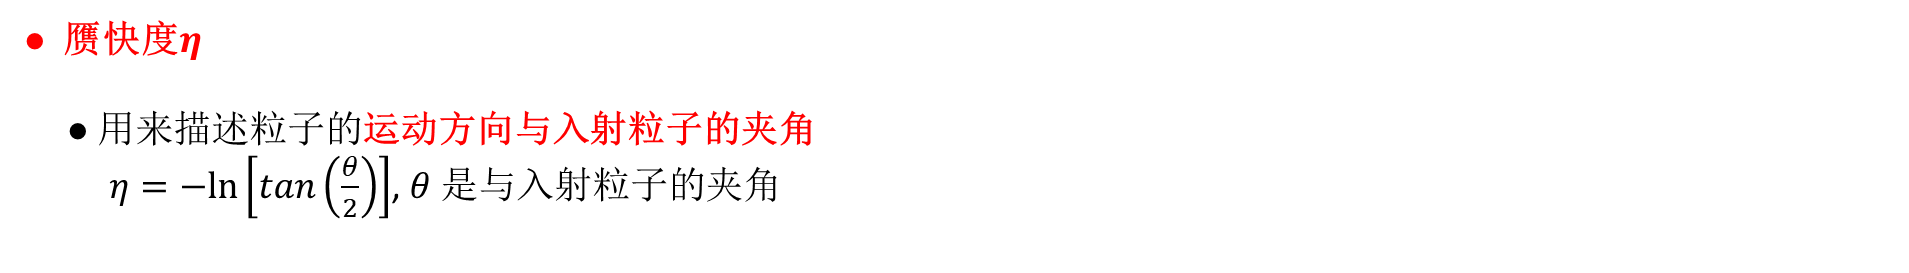 ● 赝快度η
● 用来描述粒子的运动方向与入射粒子的夹角
η = −ln[tan(θ/2)], θ 是与入射粒子的夹角